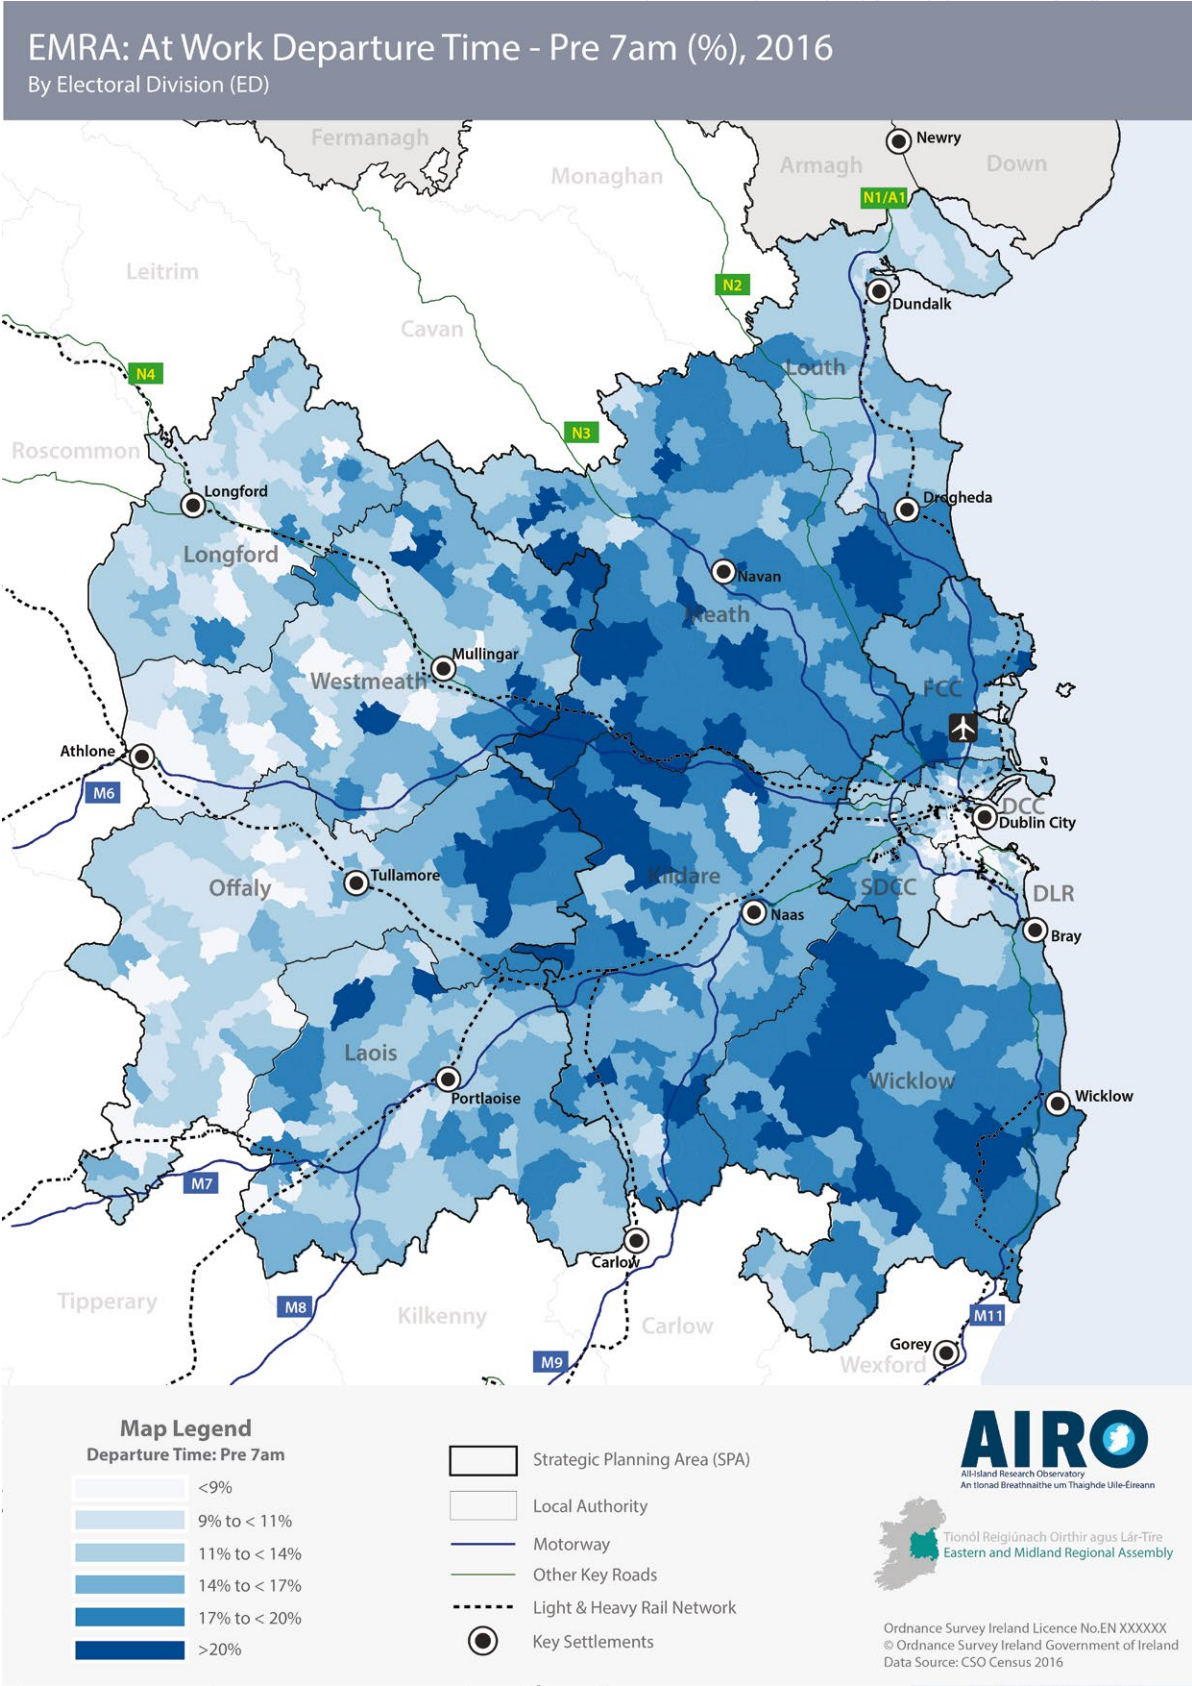 EMRA: At Work Departure Time - Pre 7am (%), 2016
By Electoral Division (ED)
Fermanagh
Newry
Armagh
Down
Monaghan
N1/A1
Leitrim
N2
Dundalk
Cavan
Louth
N4
N3
Roscommon
Longford
Drogheda
Longford
Navan
Meath
Mullingar
Westmeath
FCC
Athlone
M6
DCC
Dublin City
Tullamore
Offaly
Kildare
SDCC
DLR
Naas
Bray
Laois
Wicklow
Portlaoise
Wicklow
M7
Carlow
Tipperary
M8
Kilkenny
Carlow
M11
Gorey
M9
Wexford
Map Legend
Departure Time: Pre 7am
<9%
9% to < 11%
11% to < 14%
14% to < 17%
17% to < 20%
>20%
Strategic Planning Area (SPA)
Local Authority
Motorway
Other Key Roads
Light & Heavy Rail Network
Key Settlements
AIRO
All-Island Research Observatory
An tIonad Breathnaithe um Thaighde Uile-Éireann
Tionól Reigiúnach Oirthir agus Lár-Tíre
Eastern and Midland Regional Assembly
Ordnance Survey Ireland Licence No.EN XXXXXX
© Ordnance Survey Ireland Government of Ireland
Data Source: CSO Census 2016